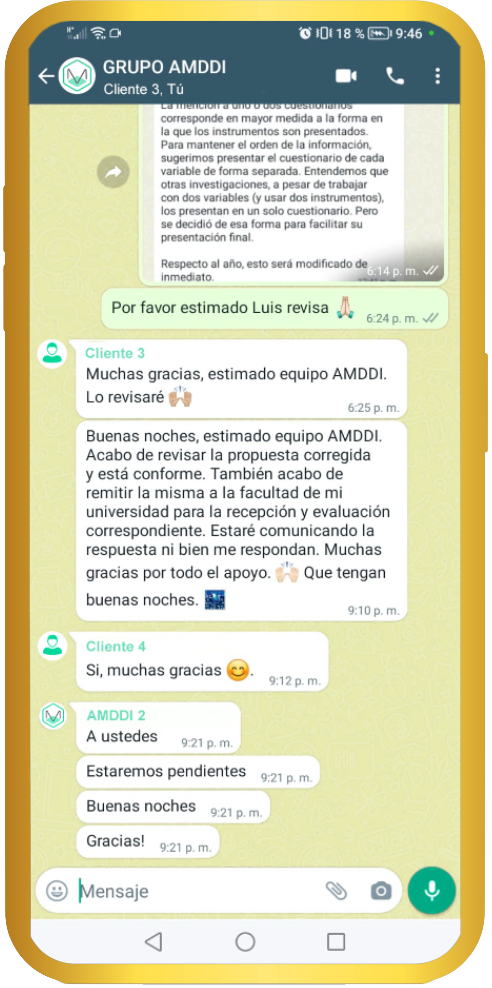 18 % 9:46
GRUPO AMDDI
Cliente 3, Tú
La mención a uno o dos cuestionarios
corresponde en mayor medida a la forma en
la que los instrumentos son presentados.
Para mantener el orden de la información,
sugerimos presentar el cuestionario de cada
variable de forma separada. Entendemos que
otras investigaciones, a pesar de trabajar
con dos variables (y usar dos instrumentos),
los presentan en un solo cuestionario. Pero
se decidió de esa forma para facilitar su
presentación final.
Respecto al año, esto será modificado de
inmediato.
6:14 p. m.
Por favor estimado Luis revisa 🙏🏻
6:24 p. m.
Cliente 3
Muchas gracias, estimado equipo AMDDI.
Lo revisaré 🙌🏼
6:25 p. m.
Buenas noches, estimado equipo AMDDI.
Acabo de revisar la propuesta corregida
y está conforme. También acabo de
remitir la misma a la facultad de mi
universidad para la recepción y evaluación
correspondiente. Estaré comunicando la
respuesta ni bien me respondan. Muchas
gracias por todo el apoyo. 🙌🏻 Que tengan
buenas noches. 🌃
9:10 p. m.
Cliente 4
Si, muchas gracias 😊.
9:12 p. m.
AMDDI 2
A ustedes 9:21 p. m.
Estaremos pendientes 9:21 p. m.
Buenas noches 9:21 p. m.
Gracias! 9:21 p. m.
Mensaje